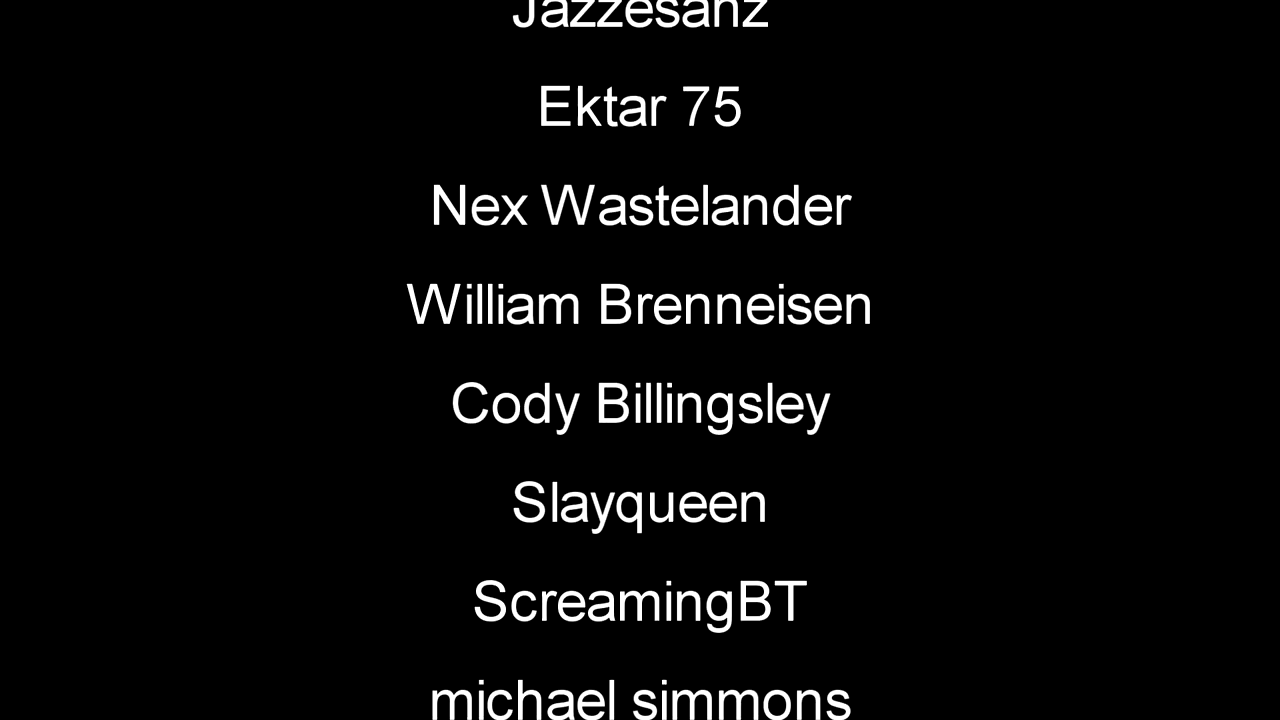 Jazzesanz
Ektar 75
Nex Wastelander
William Brenneisen
Cody Billingsley
Slayqueen
ScreamingBT
michael simmons